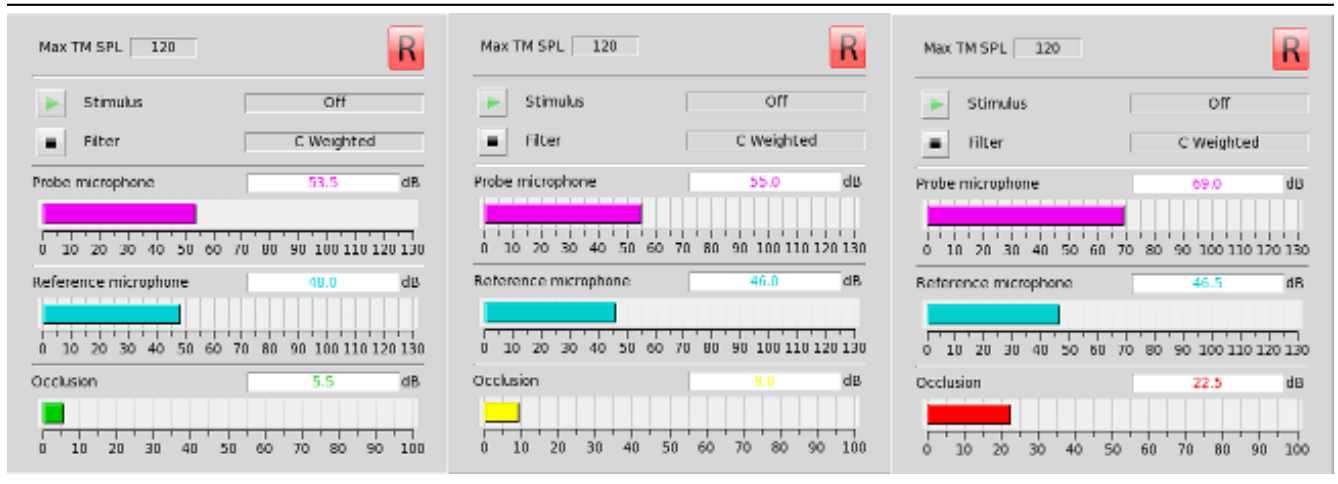 Max TM SPL 120 R
Stimulus Off
Filter C Weighted
Probe microphone 53.5 dB
0 10 20 30 40 50 60 70 80 90 100 110 120 130
Reference microphone 48.0 dB
0 10 20 30 40 50 60 70 80 90 100 110 120 130
Occlusion 5.5 dB
0 10 20 30 40 50 60 70 80 90 100
Max TM SPL 120 R
Stimulus Off
Filter C Weighted
Probe microphone 55.0 dB
0 10 20 30 40 50 60 70 80 90 100 110 120 130
Reference microphone 46.0 dB
0 10 20 30 40 50 60 70 80 90 100 110 120 130
Occlusion 9.0 dB
0 10 20 30 40 50 60 70 80 90 100
Max TM SPL 120 R
Stimulus Off
Filter C Weighted
Probe microphone 69.0 dB
0 10 20 30 40 50 60 70 80 90 100 110 120 130
Reference microphone 46.5 dB
0 10 20 30 40 50 60 70 80 90 100 110 120 130
Occlusion 22.5 dB
0 10 20 30 40 50 60 70 80 90 100